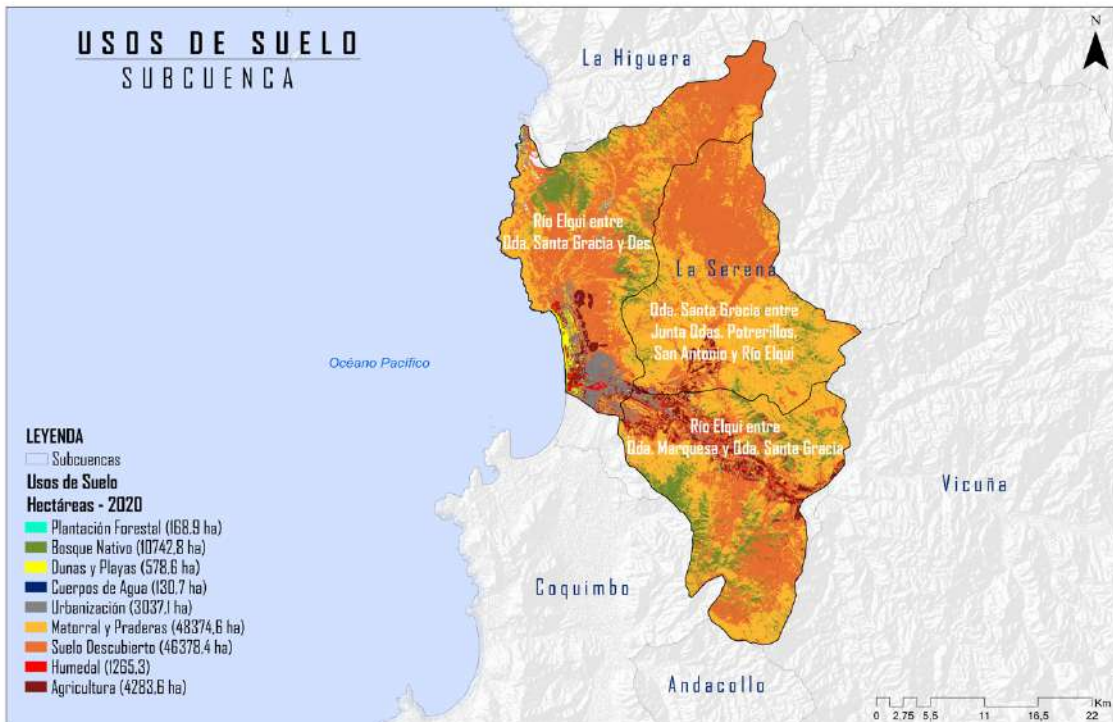 USOS DE SUELO
SUBCUENCA
N
La Higuera
Río Elqui entre
Qda. Santa Gracia y Des.
La Serena
Qda. Santa Gracia entre
Junta Qdas. Potrerillos,
San Antonio y Río Elqui
Océano Pacífico
Río Elqui entre
Qda. Marquesa y Qda. Santa Gracia
Vicuña
Coquimbo
Andacollo
LEYENDA
Subcuencas
Usos de Suelo
Hectáreas - 2020
Plantación Forestal (168,9 ha)
Bosque Nativo (10742,8 ha)
Dunas y Playas (578,6 ha)
Cuerpos de Agua (130,7 ha)
Urbanización (3037,1 ha)
Matorral y Praderas (48374,6 ha)
Suelo Descubierto (46378,4 ha)
Humedal (1265,3)
Agricultura (4283,6 ha)
Km
0 2,75 5,5 11 16,5 22